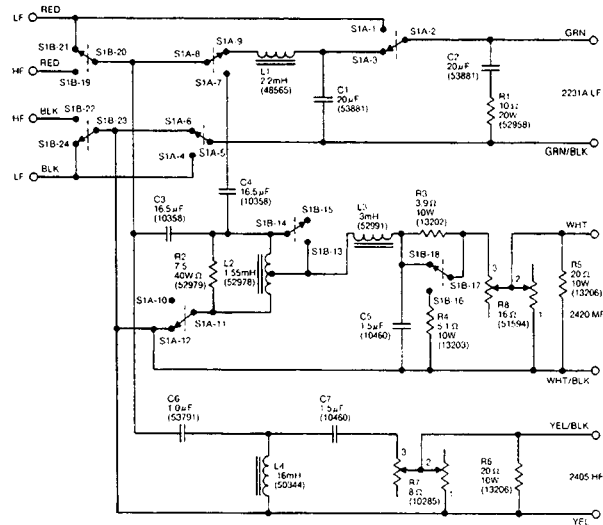 LF RED
S1A-1
S1A-2
GRN
S1B-21
S1B-20
S1A-9
S1A-8
S1A-3
HF RED
S1B-19
S1A-7
L1
2.2mH
(48565)
C1
20µF
(53881)
C2
20µF
(53881)
R1
10Ω
20W
(52958)
2231A LF
HF BLK
S1B-22
S1B-23
S1B-24
S1A-6
S1A-4
S1A-5
GRN/BLK
LF BLK
C3
16.5µF
(10358)
C4
16.5µF
(10358)
S1B-15
S1B-14
S1B-13
L3
3mH
(52991)
R3
3.9Ω
10W
(13202)
WHT
R2
7.5
40WΩ
(52979)
L2
1.55mH
(52978)
S1B-18
S1B-17
S1B-16
3
2
1
R8
16Ω
(51594)
R5
20Ω
10W
(13206)
2420 MF
S1A-10
S1A-11
S1A-12
C5
1.5µF
(10460)
R4
5.1Ω
10W
(13203)
WHT/BLK
C6
1.0µF
(53791)
C7
1.5µF
(10460)
YEL/BLK
L4
.16mH
(50344)
3
2
1
R7
8Ω
(10285)
R6
20Ω
10W
(13206)
2405 HF
YEL